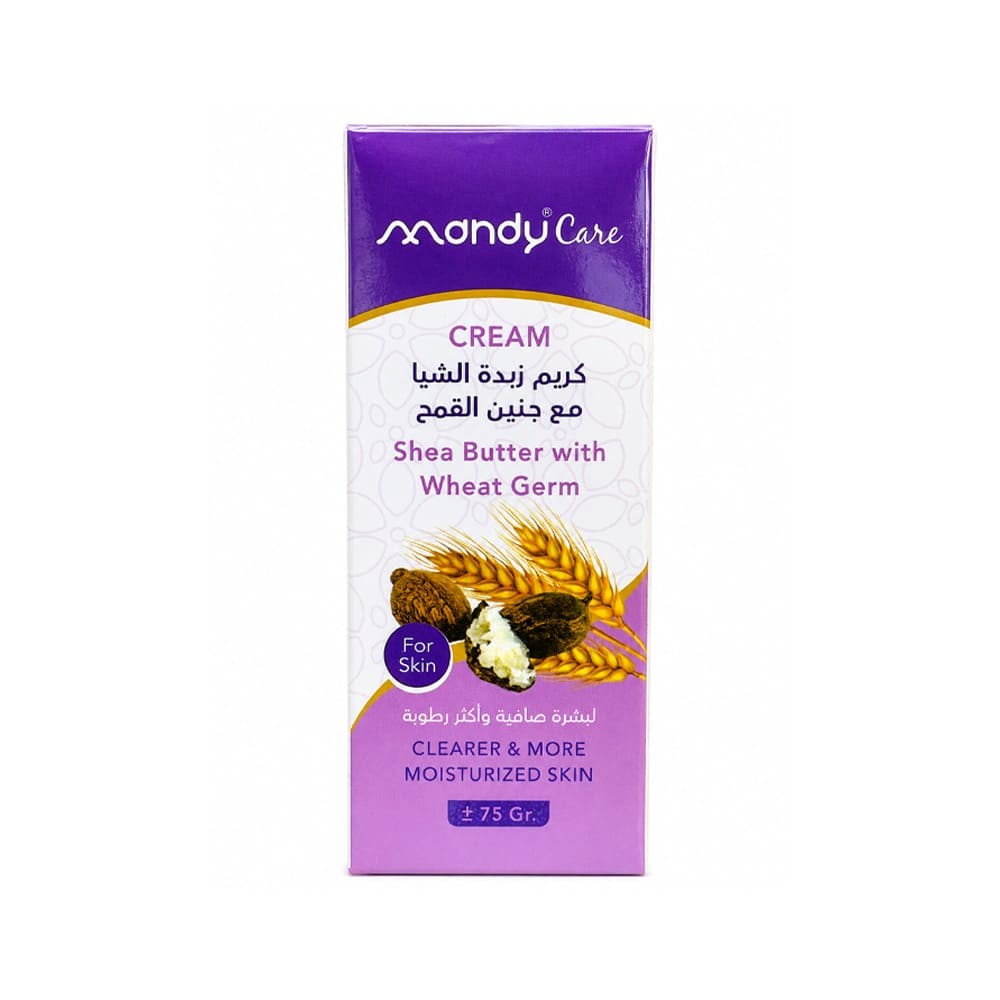 mandy® Care
CREAM
كريم زبدة الشيا
مع جنين القمح
Shea Butter with
Wheat Germ
For
Skin
لبشرة صافية وأكثر رطوبة
CLEARER & MORE
MOISTURIZED SKIN
± 75 Gr.